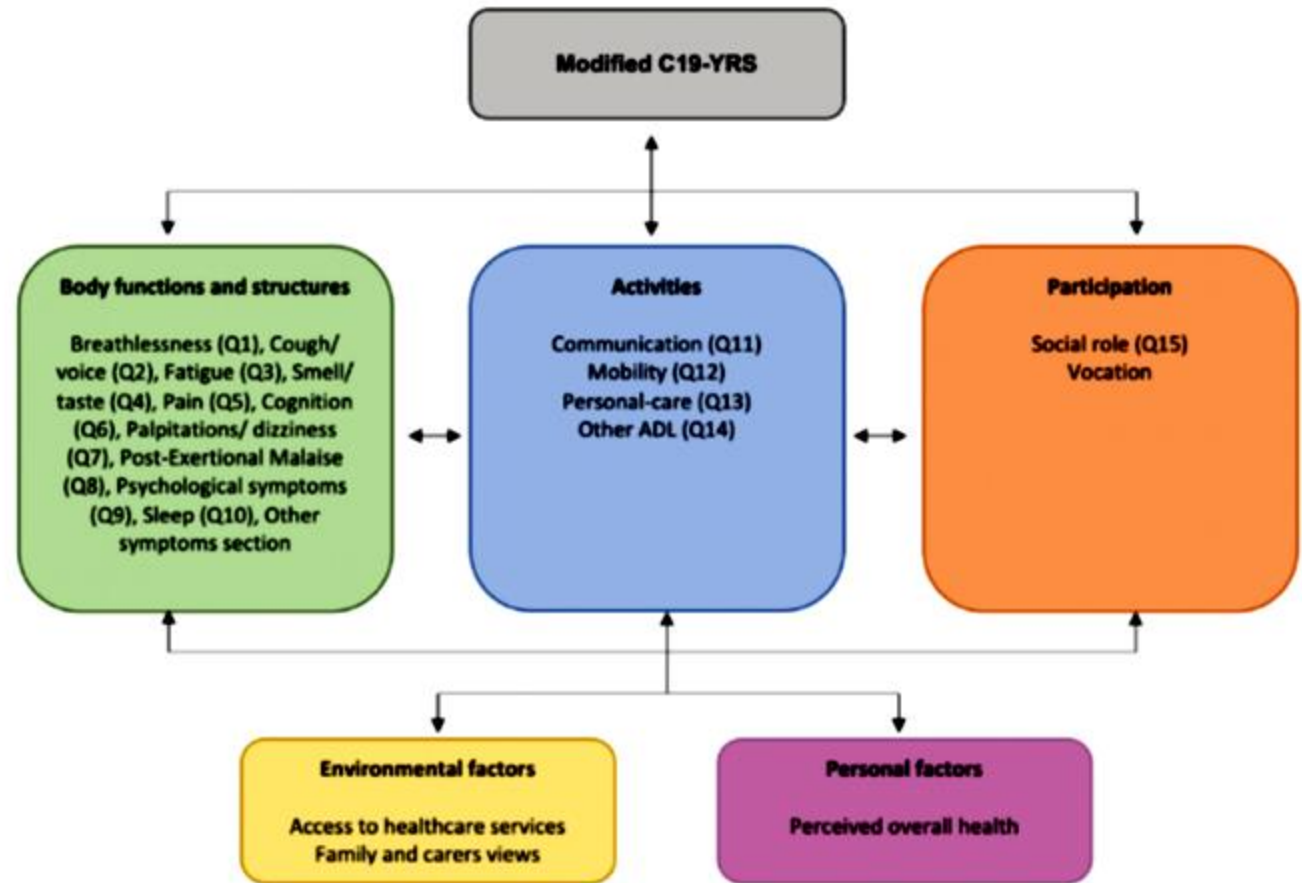 Modified C19-YRS
Body functions and structures
Breathlessness (Q1), Cough/
voice (Q2), Fatigue (Q3), Smell/
taste (Q4), Pain (Q5), Cognition
(Q6), Palpitations/ dizziness
(Q7), Post-Exertional Malaise
(Q8), Psychological symptoms
(Q9), Sleep (Q10), Other
symptoms section
Activities
Communication (Q11)
Mobility (Q12)
Personal-care (Q13)
Other ADL (Q14)
Participation
Social role (Q15)
Vocation
Environmental factors
Access to healthcare services
Family and carers views
Personal factors
Perceived overall health